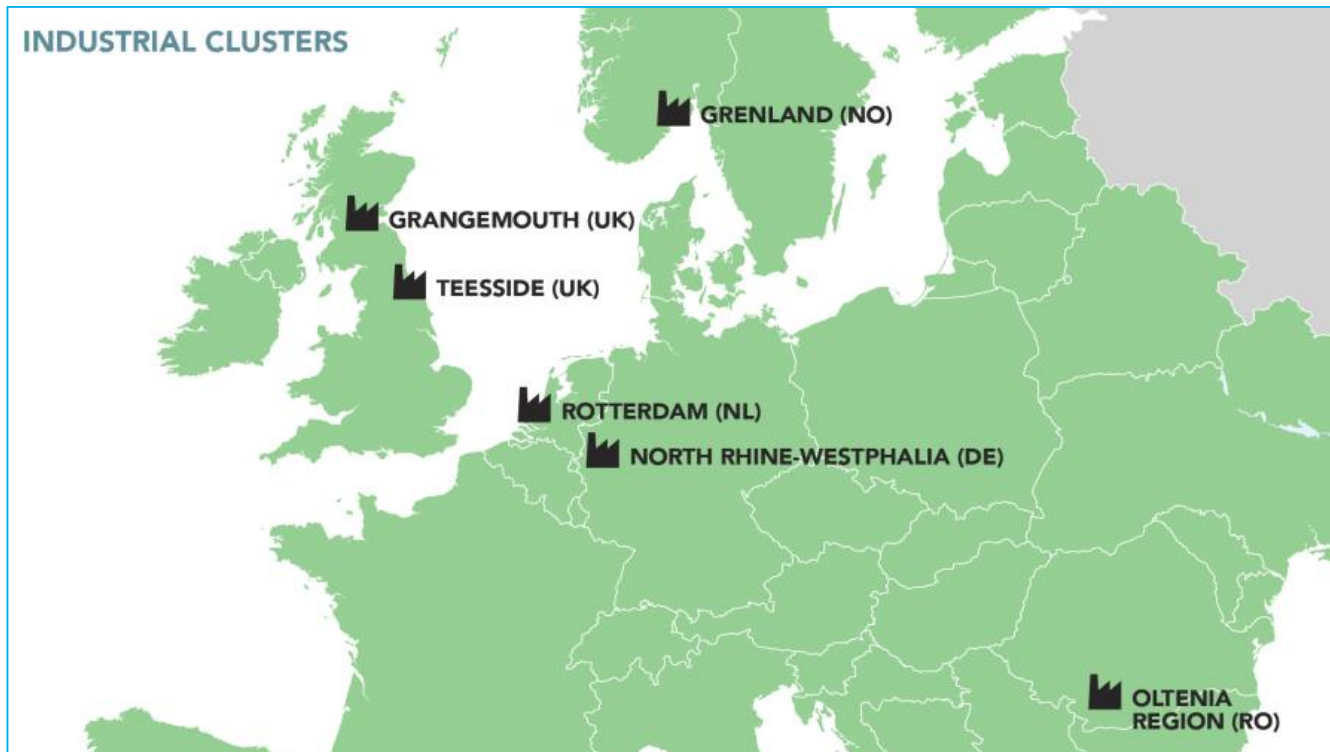 INDUSTRIAL CLUSTERS
GRENLAND (NO)
GRANGEMOUTH (UK)
TEESSIDE (UK)
ROTTERDAM (NL)
NORTH RHINE-WESTPHALIA (DE)
OLTENIA
REGION (RO)